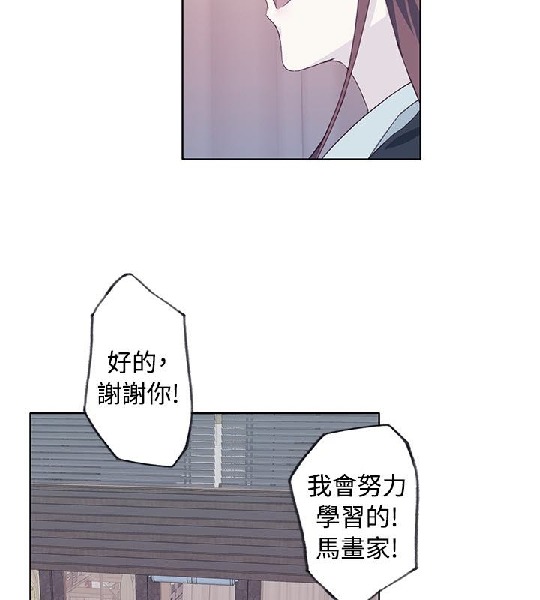 好的，
謝謝你！
我會努力
學習的！
馬畫家！